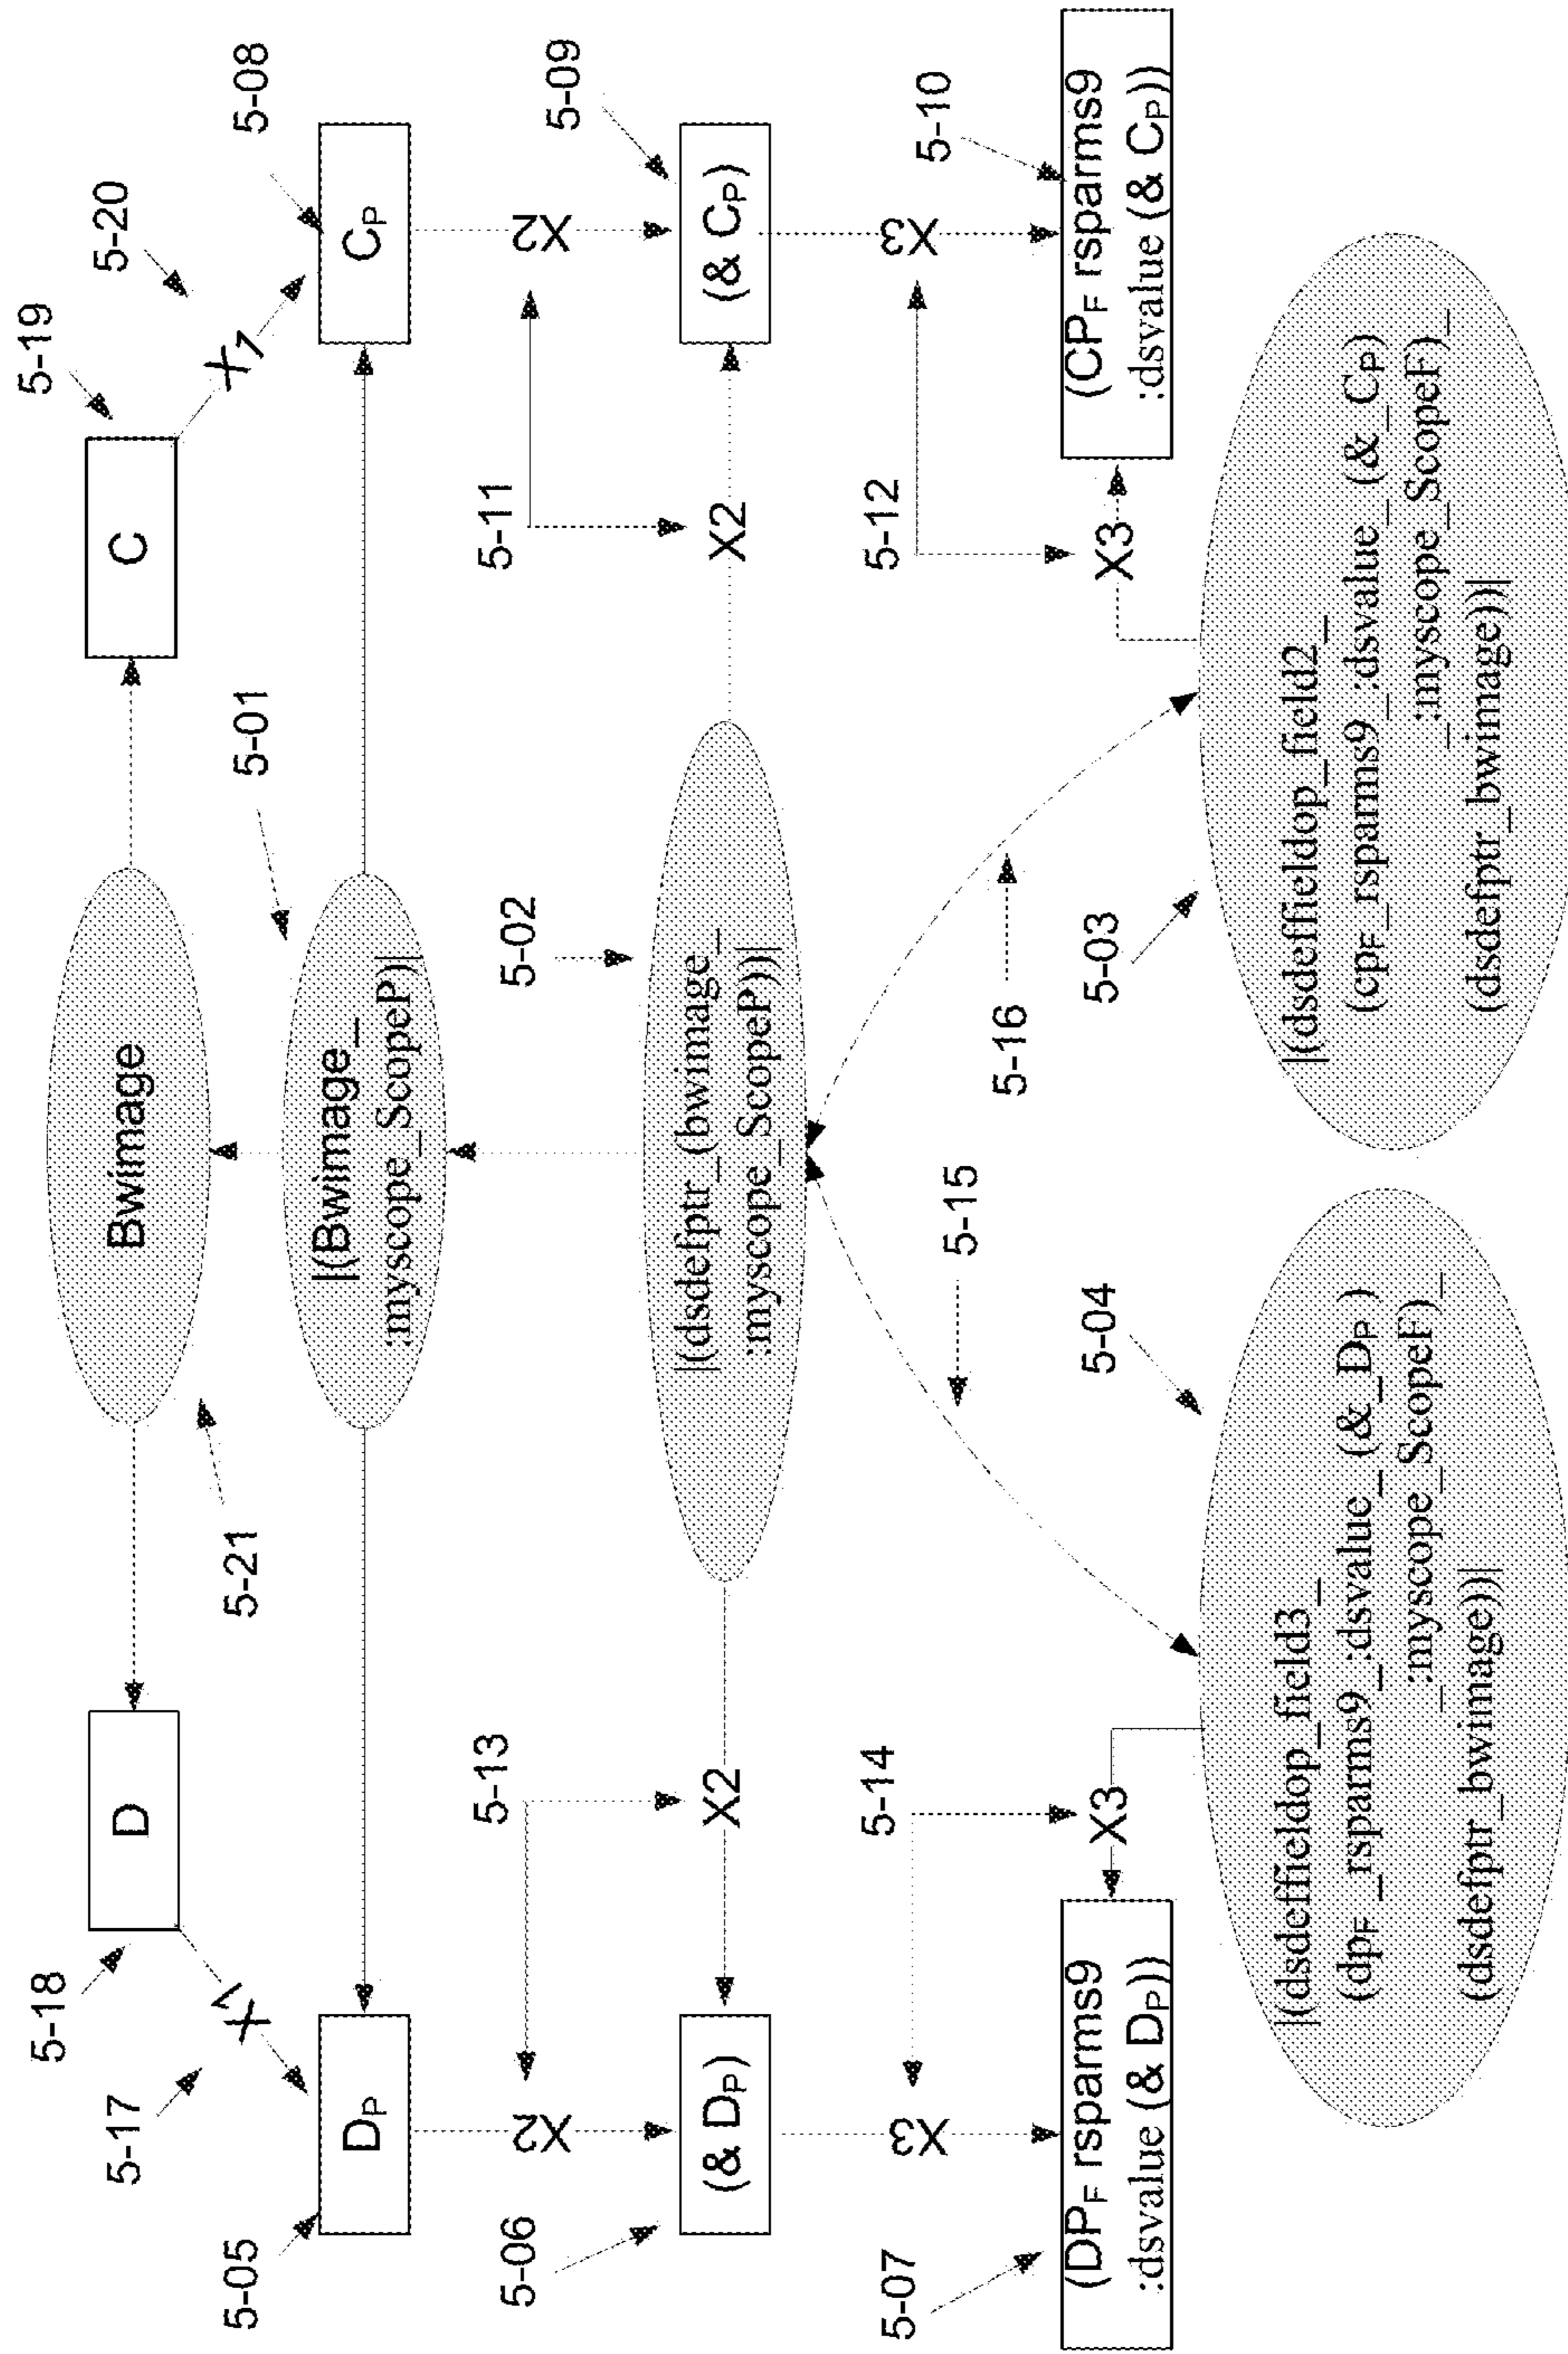 5-18
5-17
X1
D
5-21
Bwimage
C
5-19
X1
5-20
5-05
DP
|(Bwimage_
:myscope_ScopeP)|
5-01
CP
5-08
5-13
X2
5-11
X2
5-06
(& DP)
X2
|(dsdefptr_(bwimage_
_:myscope_ScopeP))|
5-02
X2
(& CP)
5-09
5-14
X3
5-15
5-16
5-12
X3
5-07
(DPF rsparms9
:dsvalue (& DP))
X3
5-04
5-03
X3
(CPF rsparms9
:dsvalue (& CP))
5-10
|(dsdeffieldop_field3_
(dpF_rsparms9_:dsvalue_(&_DP)
_:myscope_ScopeF)_
(dsdefptr_bwimage))|
|(dsdeffieldop_field2_
(cpF_rsparms9_:dsvalue_(&_CP)
_:myscope_ScopeF)_
(dsdefptr_bwimage))|